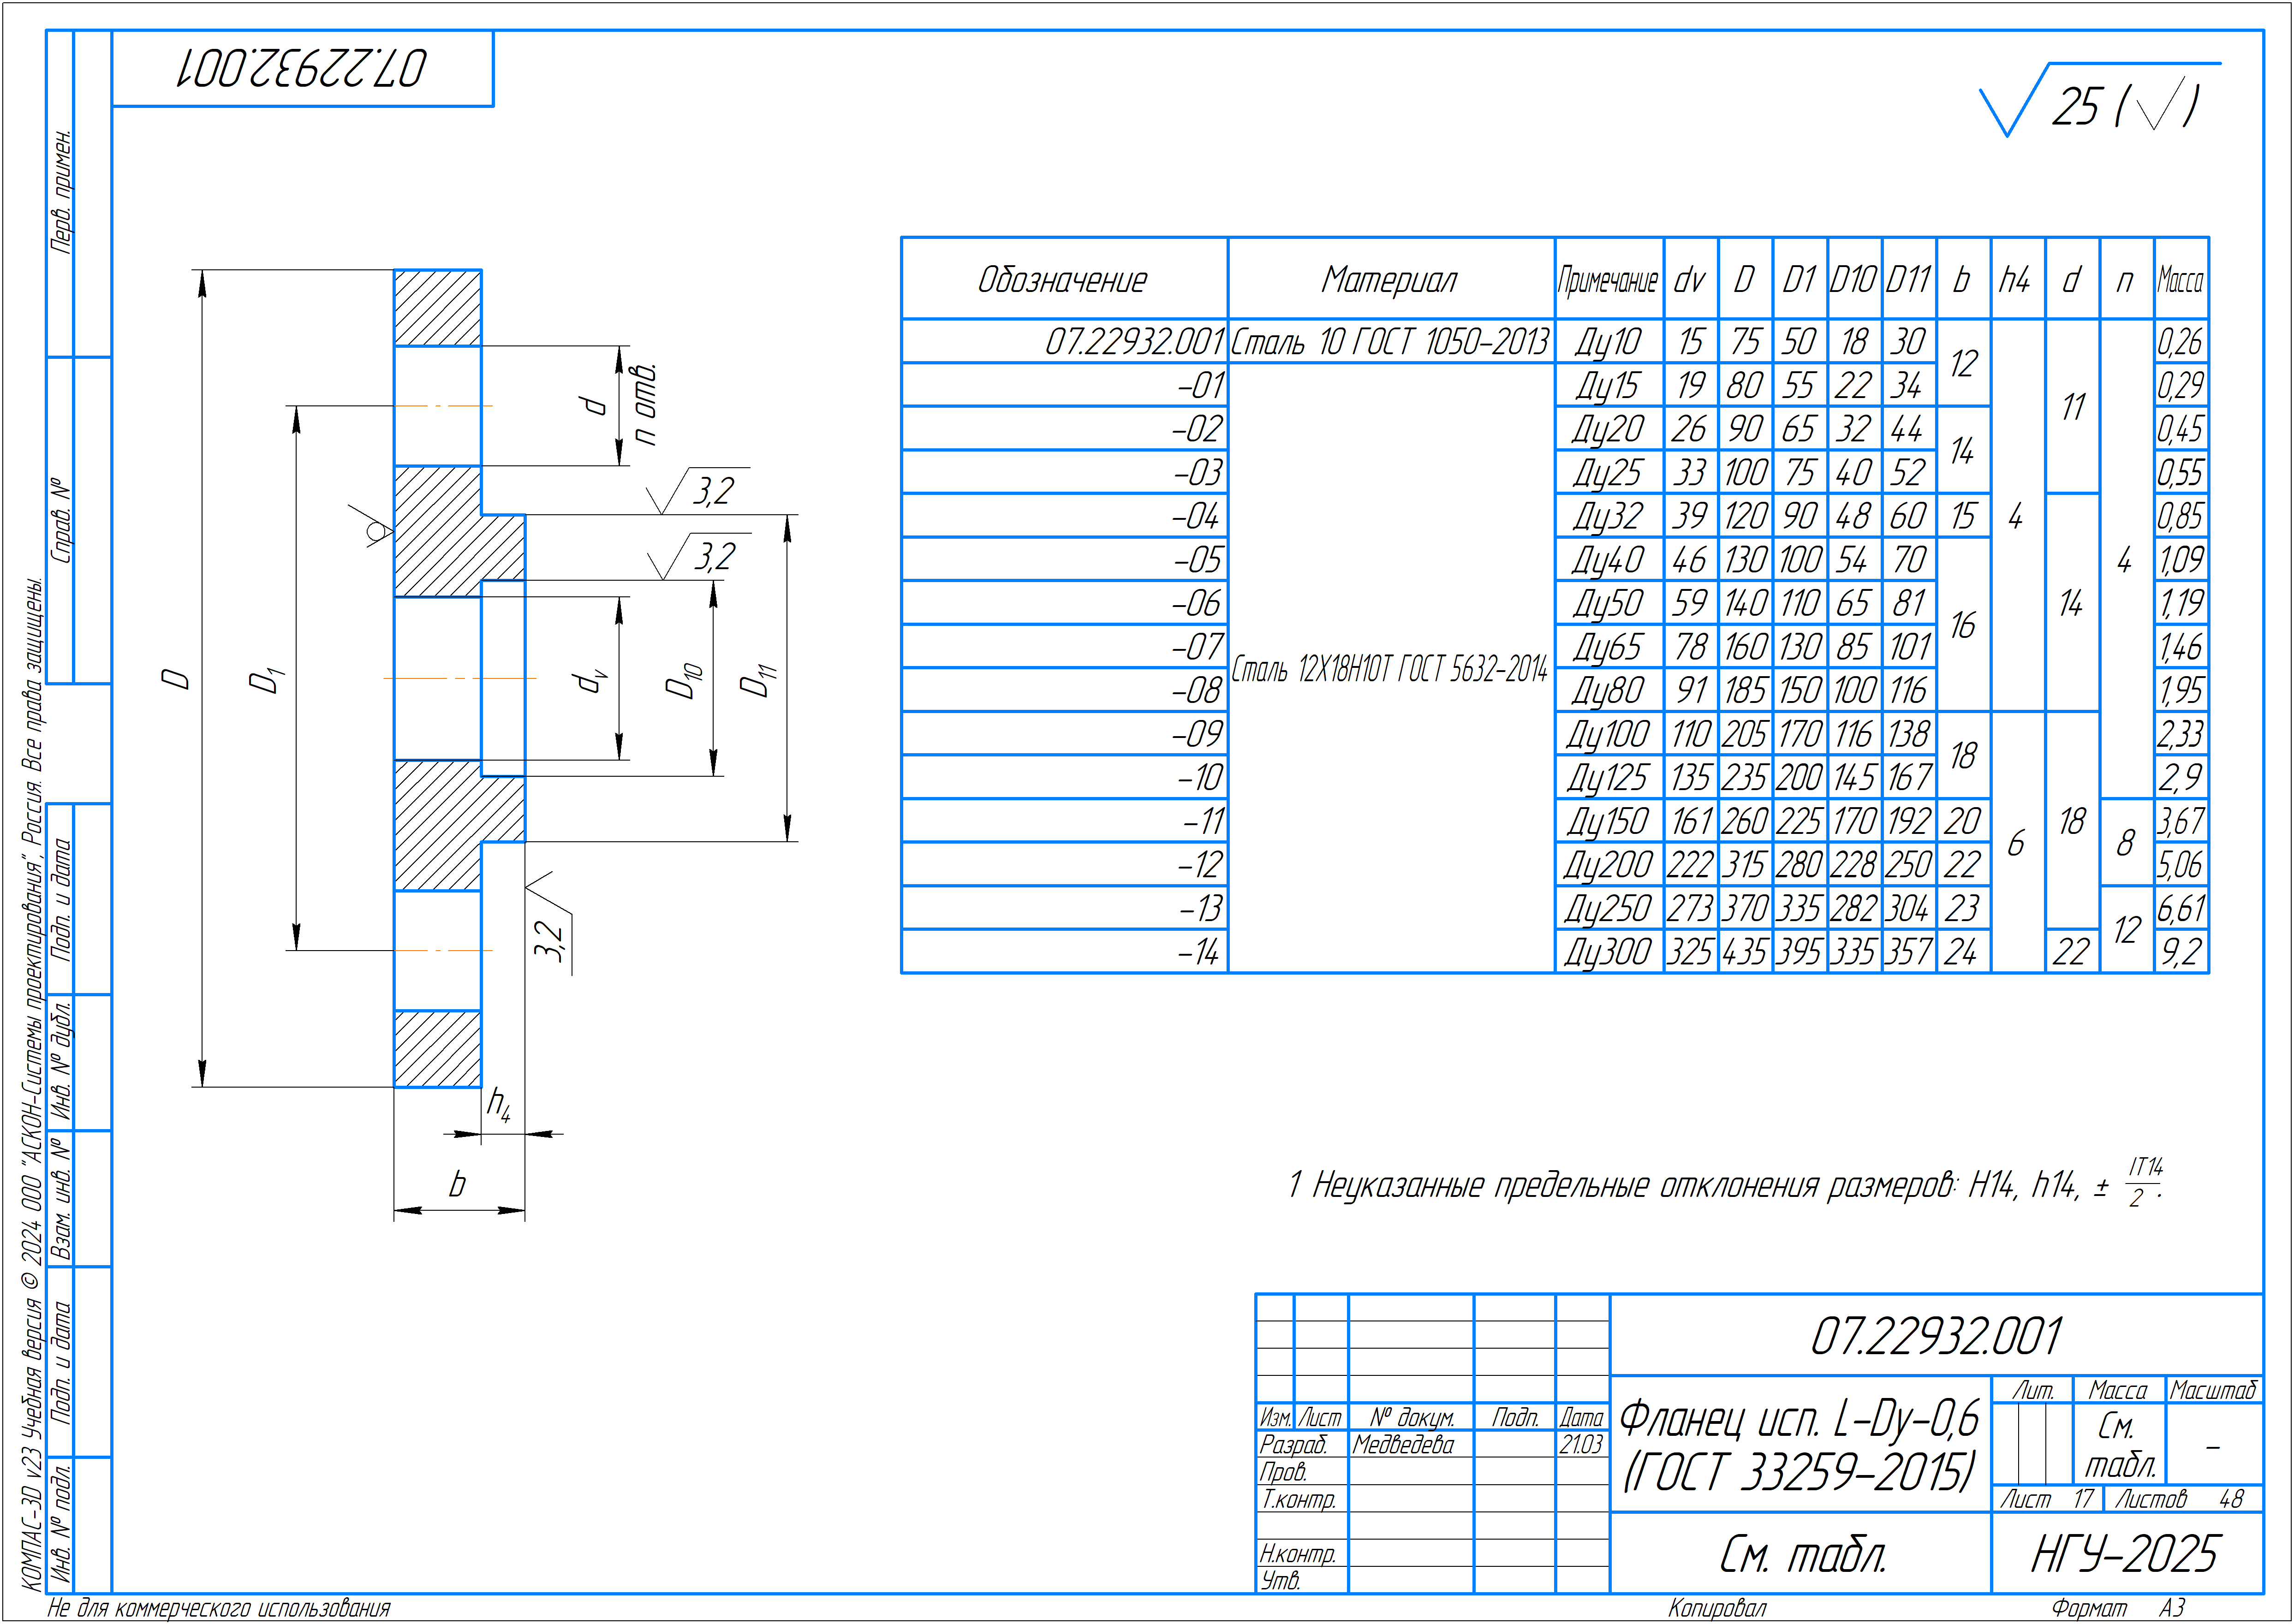 07.22932.001
25 (√)
Перв. примен.
Справ. №
Подп. и дата
Инв. № дубл.
Взам. инв. №
Подп. и дата
Инв. № подл.
КОМПАС-3D v23 Учебная версия © 2024 ООО "АСКОН-Системы проектирования", Россия. Все права защищены.
D
D1
d
n отв.
3,2
3,2
dv
D10
D11
3,2
h4
b
Обозначение Материал Примечание dv D D1 D10 D11 b h4 d n Масса
07.22932.001 Сталь 10 ГОСТ 1050-2013 Ду10 15 75 50 18 30 12 4 11 4 0,26
-01 Сталь 12Х18Н10Т ГОСТ 5632-2014 Ду15 19 80 55 22 34 0,29
-02 Ду20 26 90 65 32 44 14 0,45
-03 Ду25 33 100 75 40 52 0,55
-04 Ду32 39 120 90 48 60 15 14 0,85
-05 Ду40 46 130 100 54 70 16 1,09
-06 Ду50 59 140 110 65 81 1,19
-07 Ду65 78 160 130 85 101 1,46
-08 Ду80 91 185 150 100 116 1,95
-09 Ду100 110 205 170 116 138 18 6 18 2,33
-10 Ду125 135 235 200 145 167 2,9
-11 Ду150 161 260 225 170 192 20 8 3,67
-12 Ду200 222 315 280 228 250 22 5,06
-13 Ду250 273 370 335 282 304 23 12 6,61
-14 Ду300 325 435 395 335 357 24 22 9,2
1 Неуказанные предельные отклонения размеров: H14, h14, ± IT14/2.
07.22932.001
Изм. Лист № докум. Подп. Дата
Разраб. Медведева 21.03
Пров.
Т.контр.
Н.контр.
Утв.
Фланец исп. L-Dy-0,6
(ГОСТ 33259-2015)
Лит. Масса Масштаб
См.
табл.
-
Лист 17 Листов 48
См. табл.
НГУ-2025
Не для коммерческого использования
Копировал
Формат А3